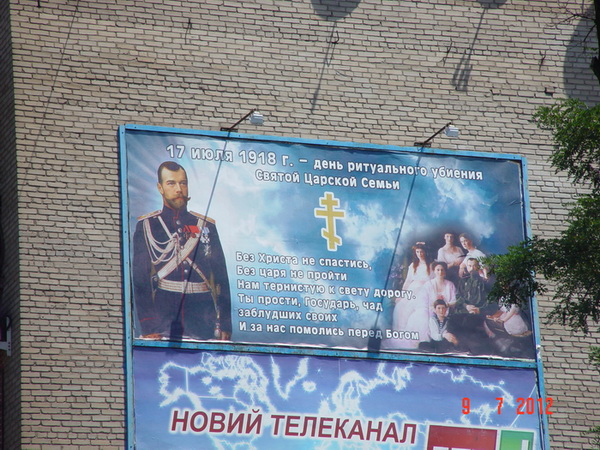 17 июля 1918 г. – день ритуального убиения
Святой Царской Семьи
Без Христа не спастись,
Без царя не пройти
Нам тернистую к свету дорогу.
Ты прости, Государь, чад
заблудших своих
И за нас помолись перед Богом
НОВИЙ ТЕЛЕКАНАЛ
9 7 2012